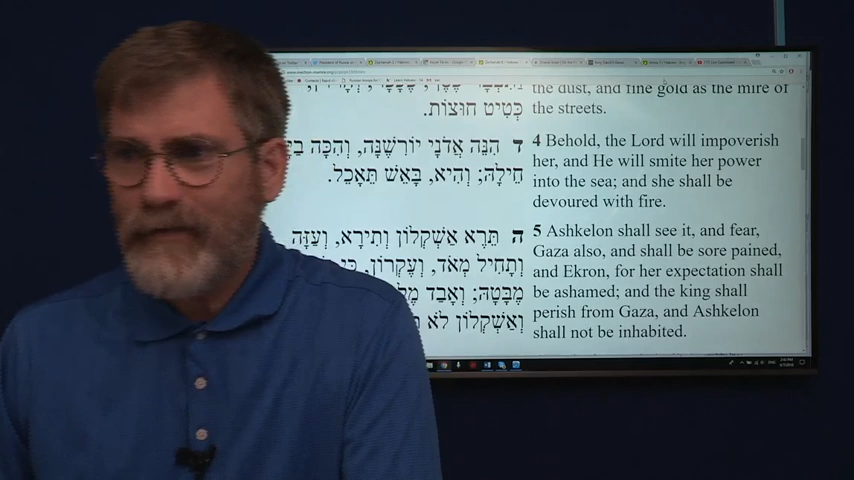 the dust, and fine gold as the mire of
כְּטִיט חוּצוֹת.
the streets.
ד הִנֵּה אֲדֹנָי יוֹרִשֶׁנָּה, וְהִכָּה
חֵילָהּ; וְהִיא, בָּאֵשׁ תֵּאָכֵל.
4 Behold, the Lord will impoverish
her, and He will smite her power
into the sea; and she shall be
devoured with fire.
ה תֵּרֶא אַשְׁקְלוֹן וְתִירָא, וְעַזָּה
וְתָחִיל מְאֹד, וְעֶקְרוֹן,
מֶבָּטָהּ; וְאָבַד
וְאַשְׁקְלוֹן לֹא
5 Ashkelon shall see it, and fear,
Gaza also, and shall be sore pained,
and Ekron, for her expectation shall
be ashamed; and the king shall
perish from Gaza, and Ashkelon
shall not be inhabited.